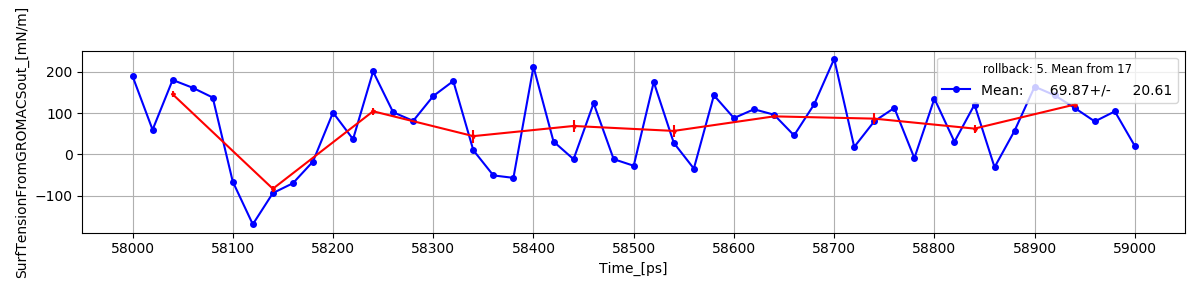 SurfTensionFromGROMACSout_[mN/m]
200
100
0
−100
rollback: 5. Mean from 17
Mean: 69.87+/- 20.61
58000 58100 58200 58300 58400 58500 58600 58700 58800 58900 59000
Time_[ps]